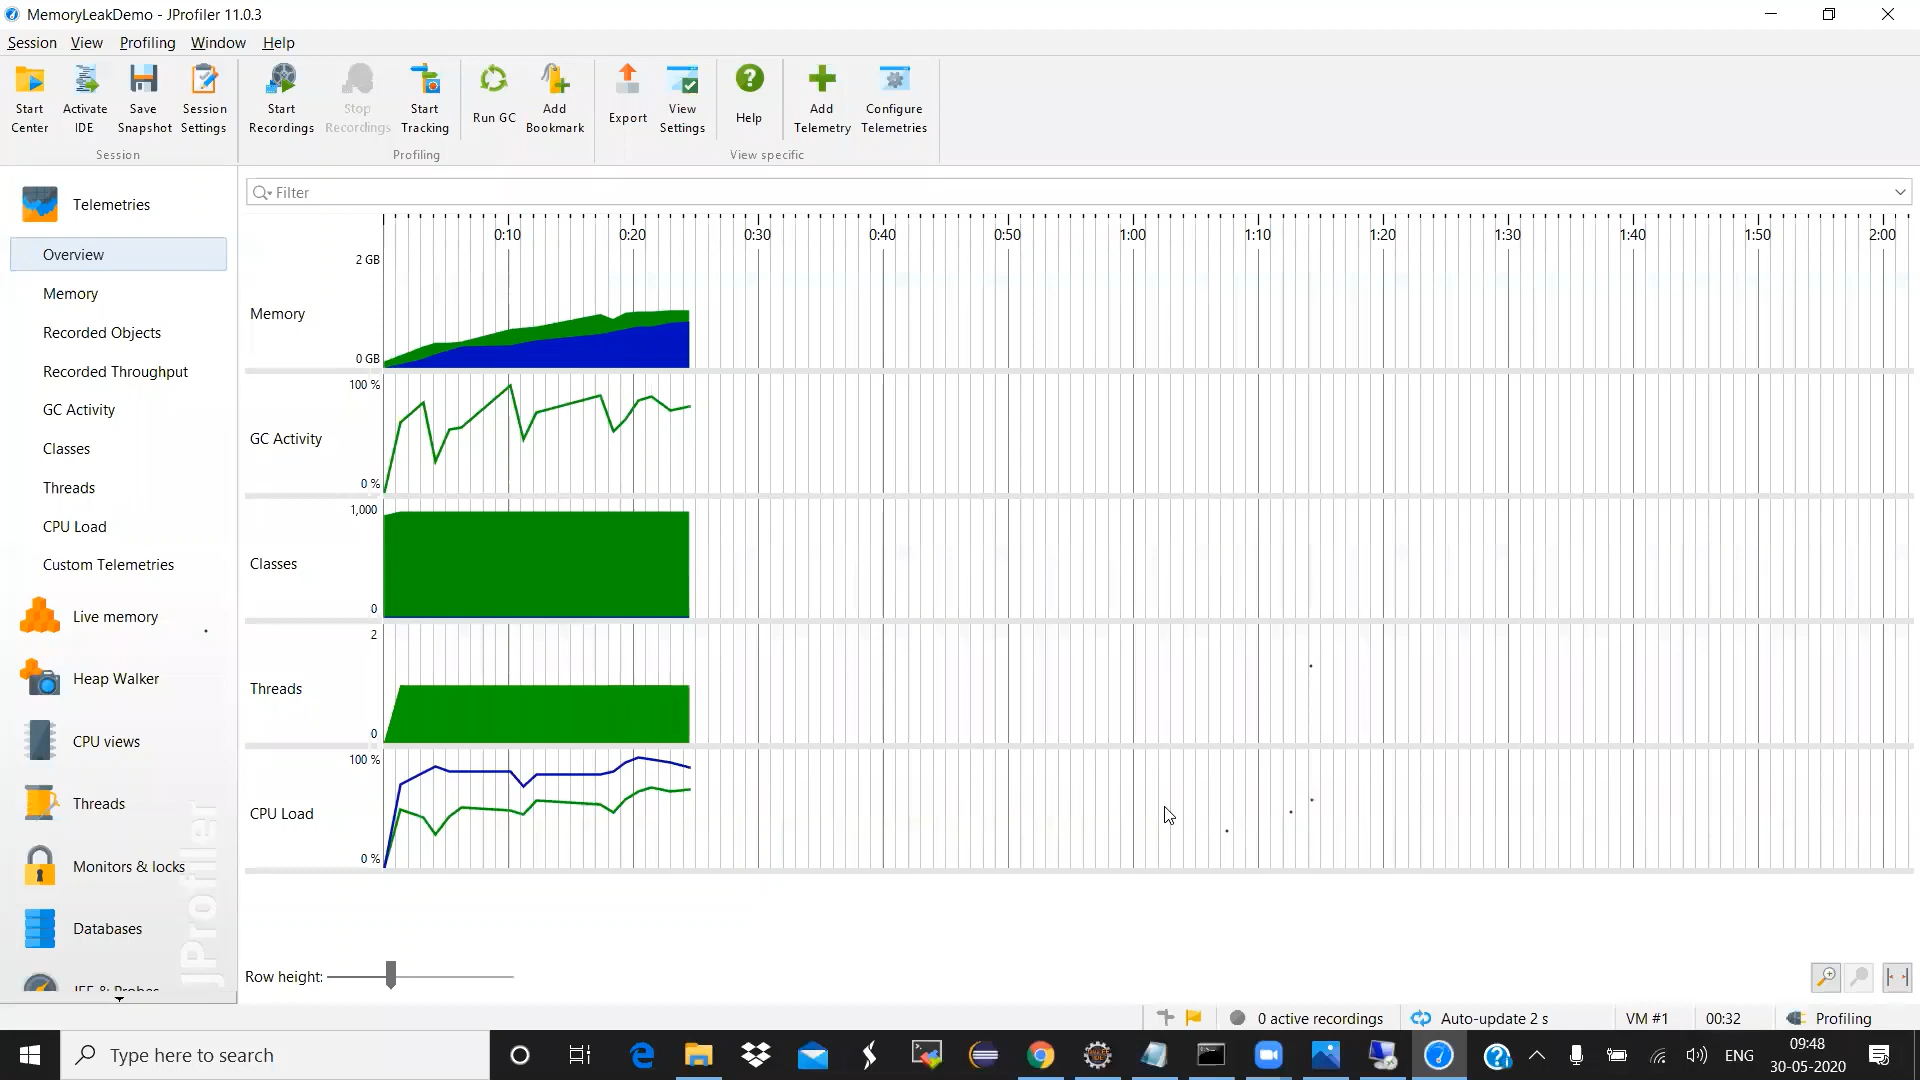 MemoryLeakDemo - JProfiler 11.0.3
Session View Profiling Window Help
Start Center
Activate IDE
Save Snapshot
Session Settings
Start Recordings
Stop Recordings
Start Tracking
Run GC
Add Bookmark
Export
View Settings
Help
Add Telemetry
Configure Telemetries
Session
Profiling
View specific
Telemetries
Overview
Memory
Recorded Objects
Recorded Throughput
GC Activity
Classes
Threads
CPU Load
Custom Telemetries
Live memory
Heap Walker
CPU views
Threads
Monitors & locks
Databases
JEE & Probes
JProfiler
Filter
0:10 0:20 0:30 0:40 0:50 1:00 1:10 1:20 1:30 1:40 1:50 2:00
2 GB
Memory
0 GB
100 %
GC Activity
0 %
1,000
Classes
0
2
Threads
0
100 %
CPU Load
0 %
Row height:
0 active recordings
Auto-update 2 s
VM #1
00:32
Profiling
Type here to search
ENG
09:48
30-05-2020